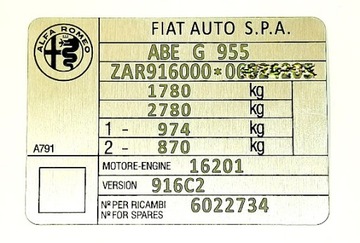 FIAT AUTO S.P.A.
ALFA ROMEO
ABE G 955
ZAR916000*0
1780 kg
2780 kg
1 - 974 kg
2 - 870 kg
A791
MOTORE-ENGINE 16201
VERSION 916C2
Nº PER RICAMBI 6022734
Nº FOR SPARES